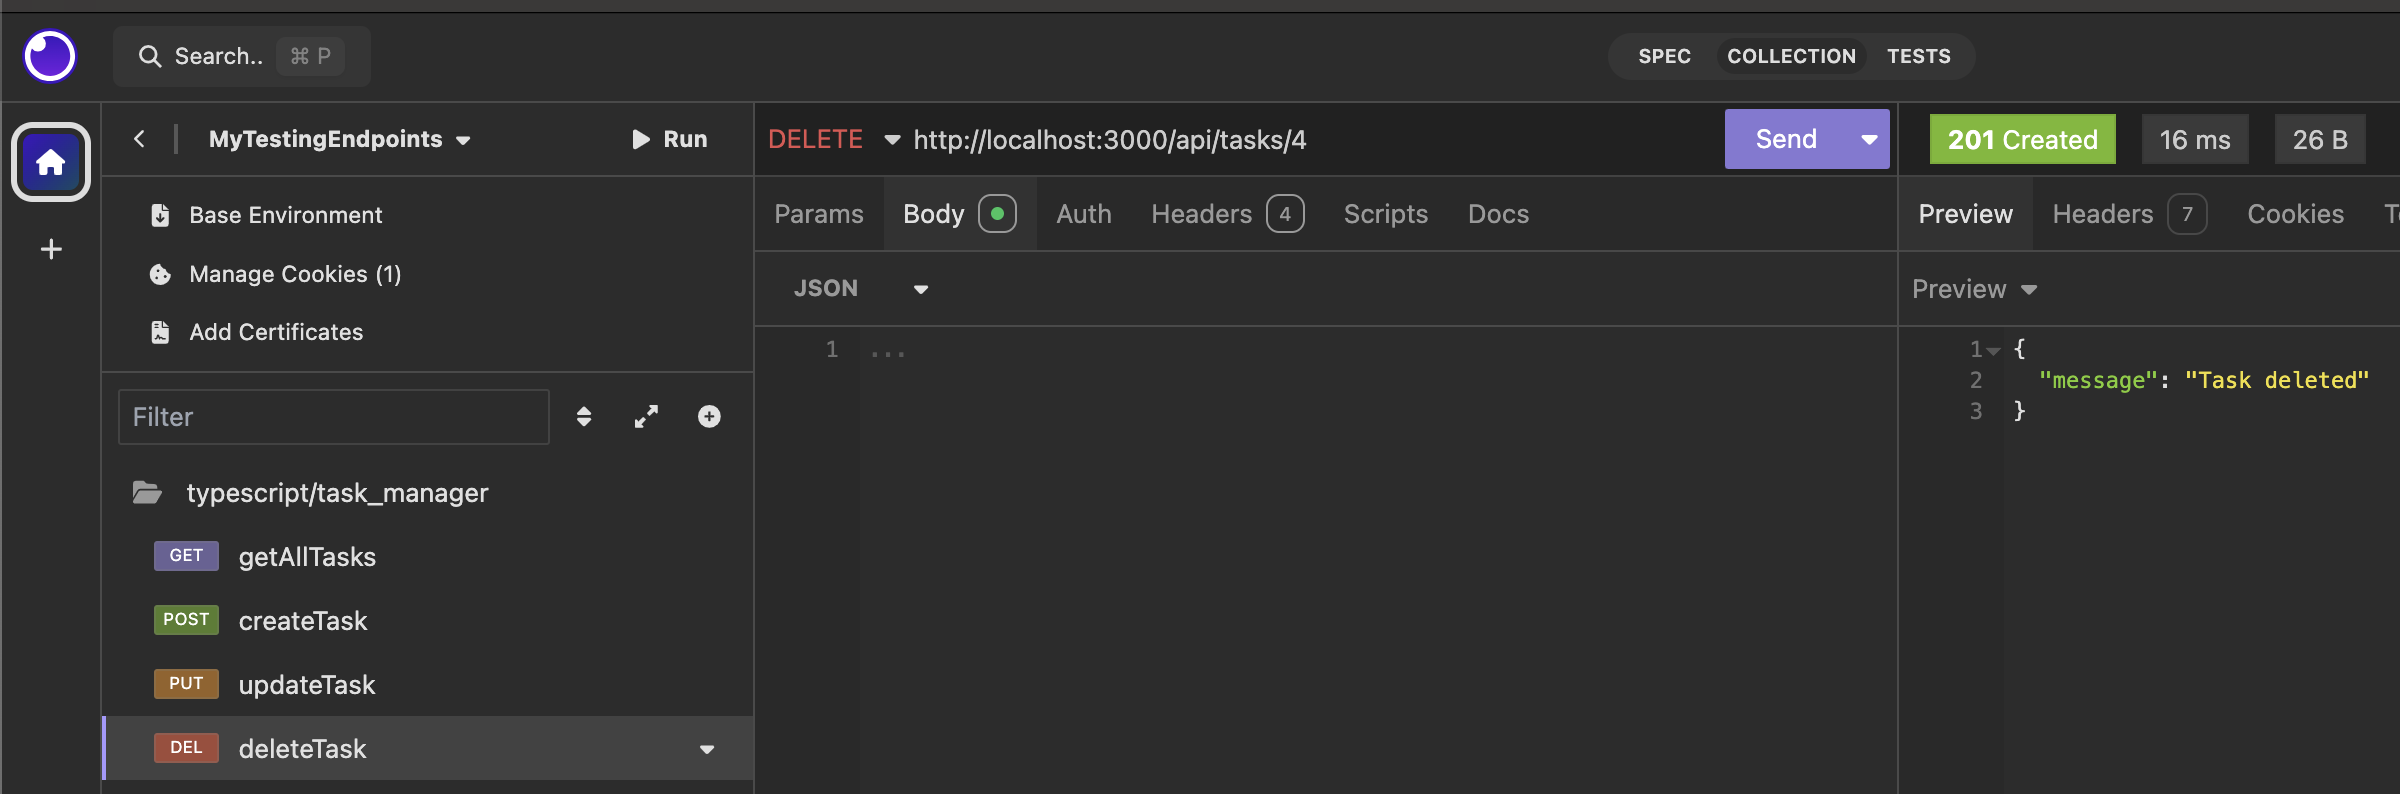 Search.. ⌘ P
SPEC COLLECTION TESTS
MyTestingEndpoints Run
Base Environment
Manage Cookies (1)
Add Certificates
Filter
typescript/task_manager
GET getAllTasks
POST createTask
PUT updateTask
DEL deleteTask
DELETE http://localhost:3000/api/tasks/4 Send
Params Body Auth Headers 4 Scripts Docs
JSON
1 ...
201 Created 16 ms 26 B
Preview Headers 7 Cookies
Preview
1 {
2 "message": "Task deleted"
3 }